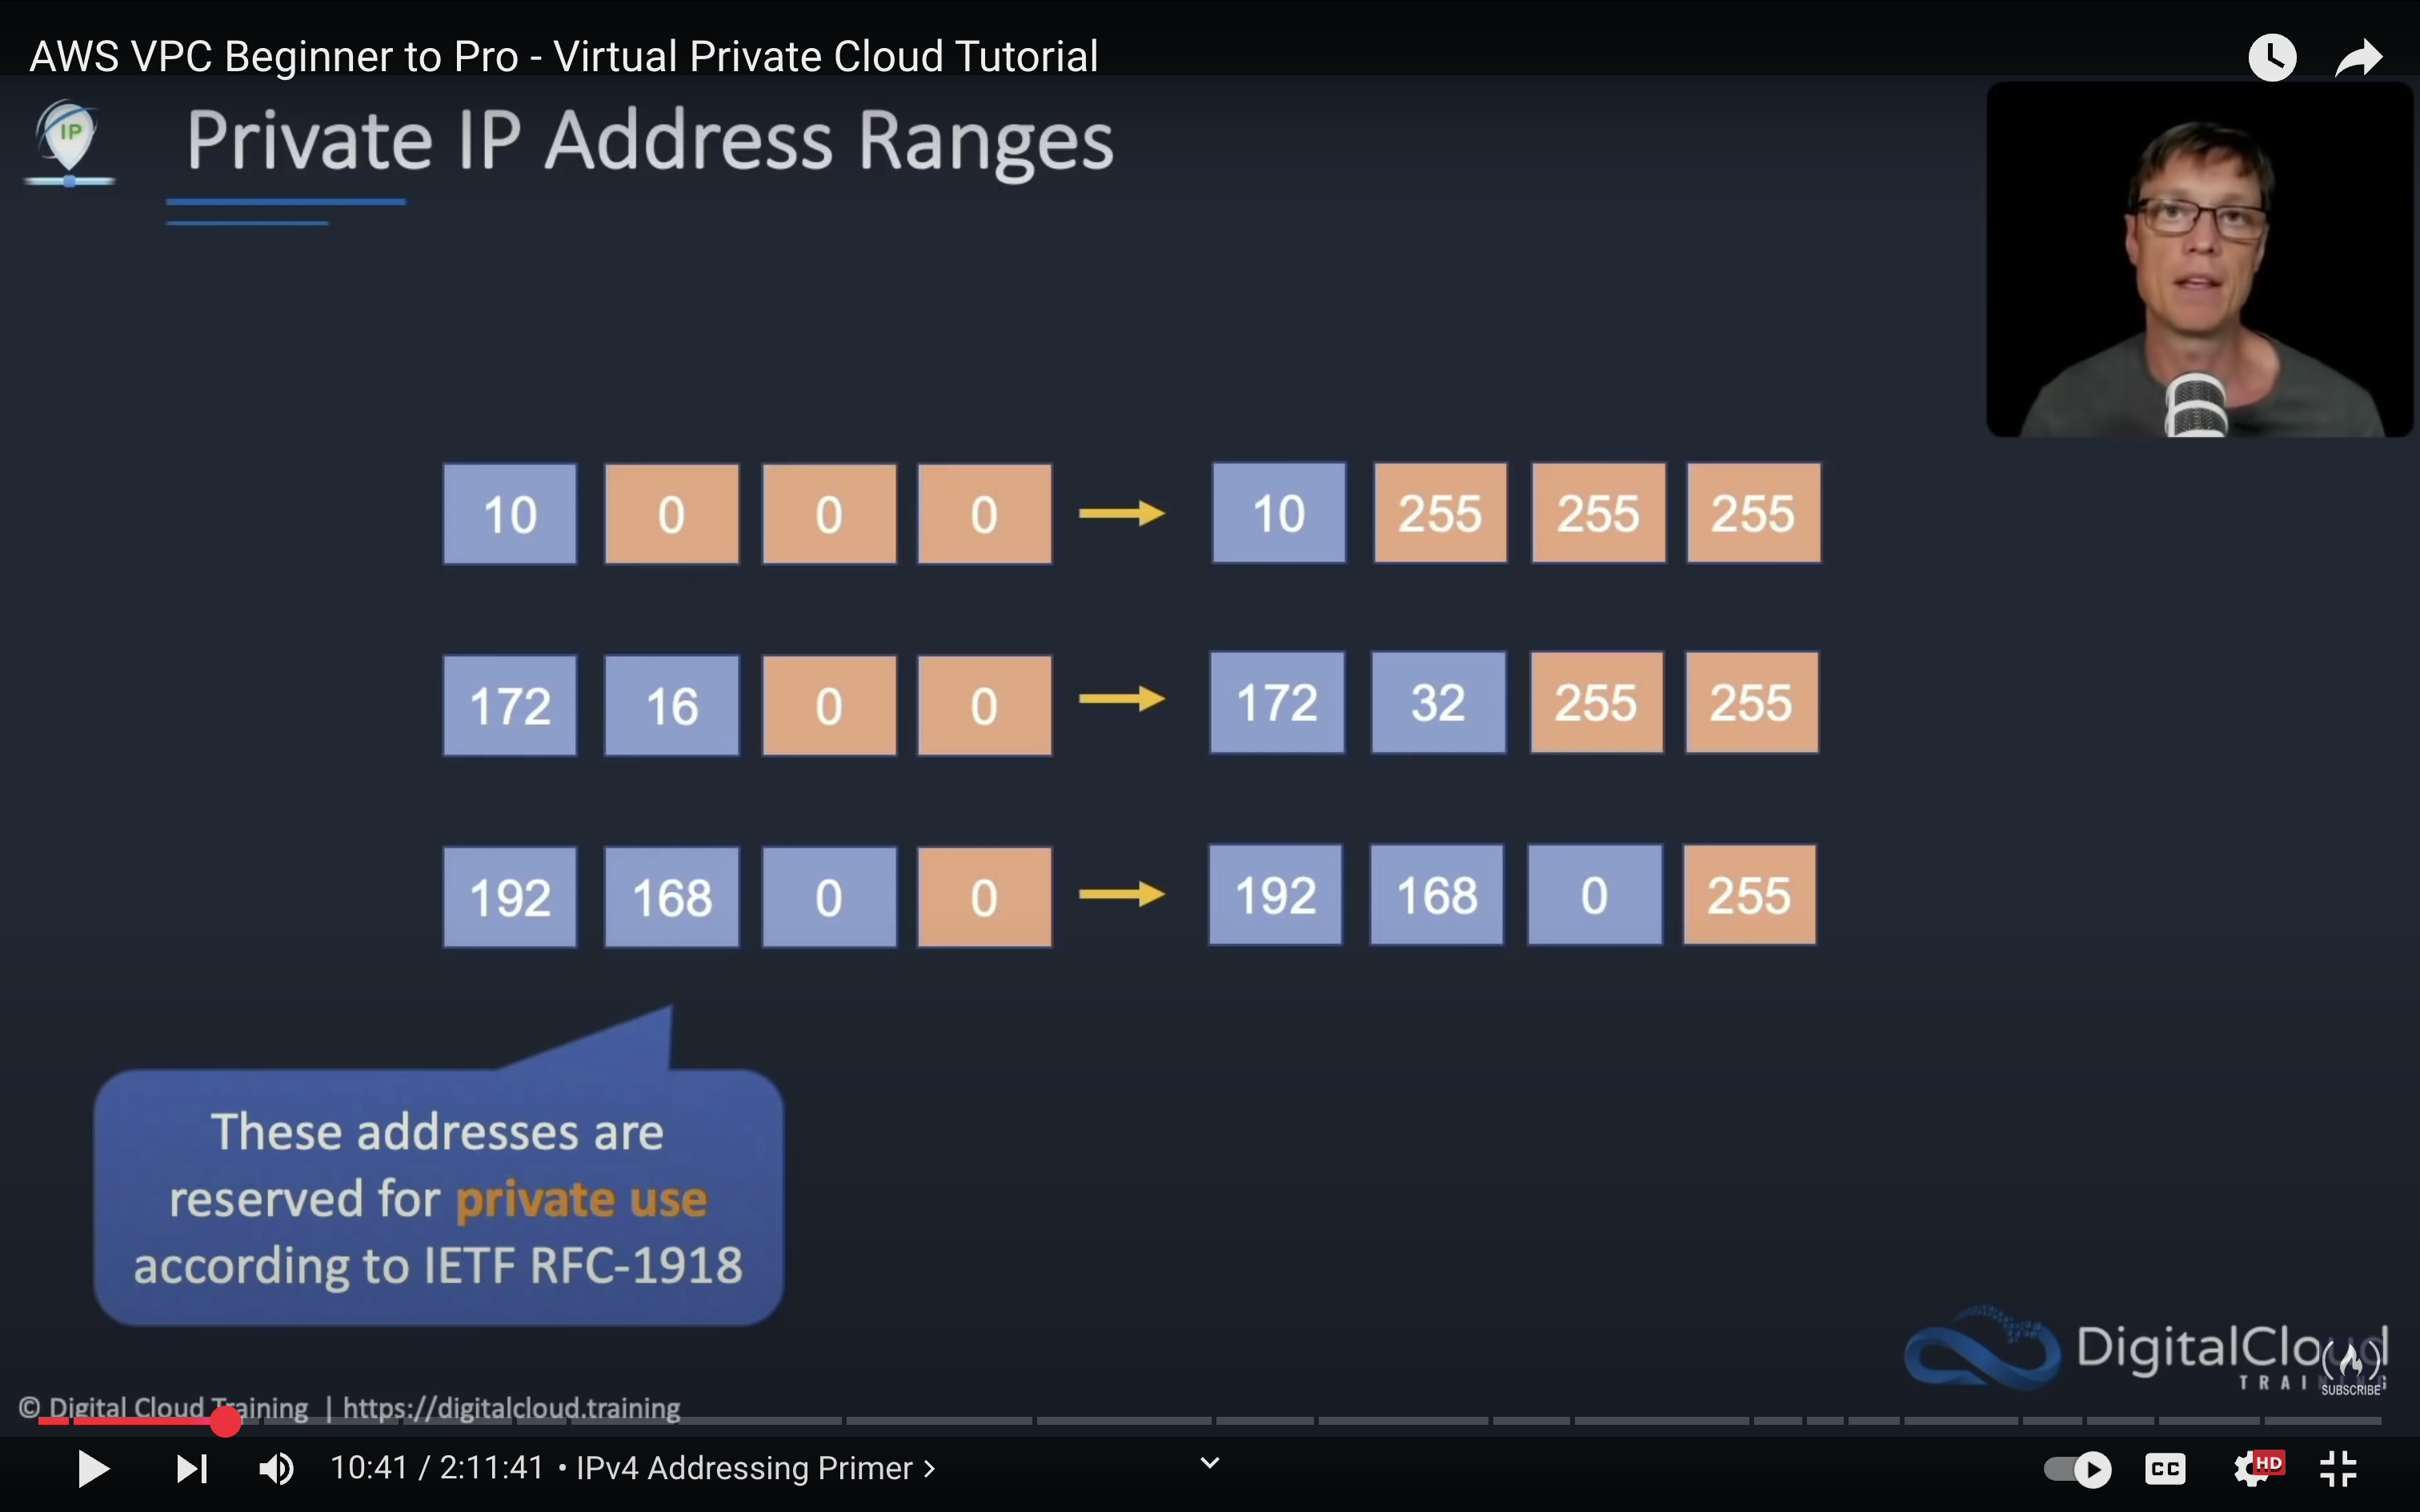 AWS VPC Beginner to Pro - Virtual Private Cloud Tutorial
IP
Private IP Address Ranges
10 0 0 0 10 255 255 255
172 16 0 0 172 32 255 255
192 168 0 0 192 168 0 255
These addresses are
reserved for private use
according to IETF RFC-1918
DigitalCloud
SUBSCRIBE
© Digital Cloud Training | https://digitalcloud.training
10:41 / 2:11:41 • IPv4 Addressing Primer >
CC
HD